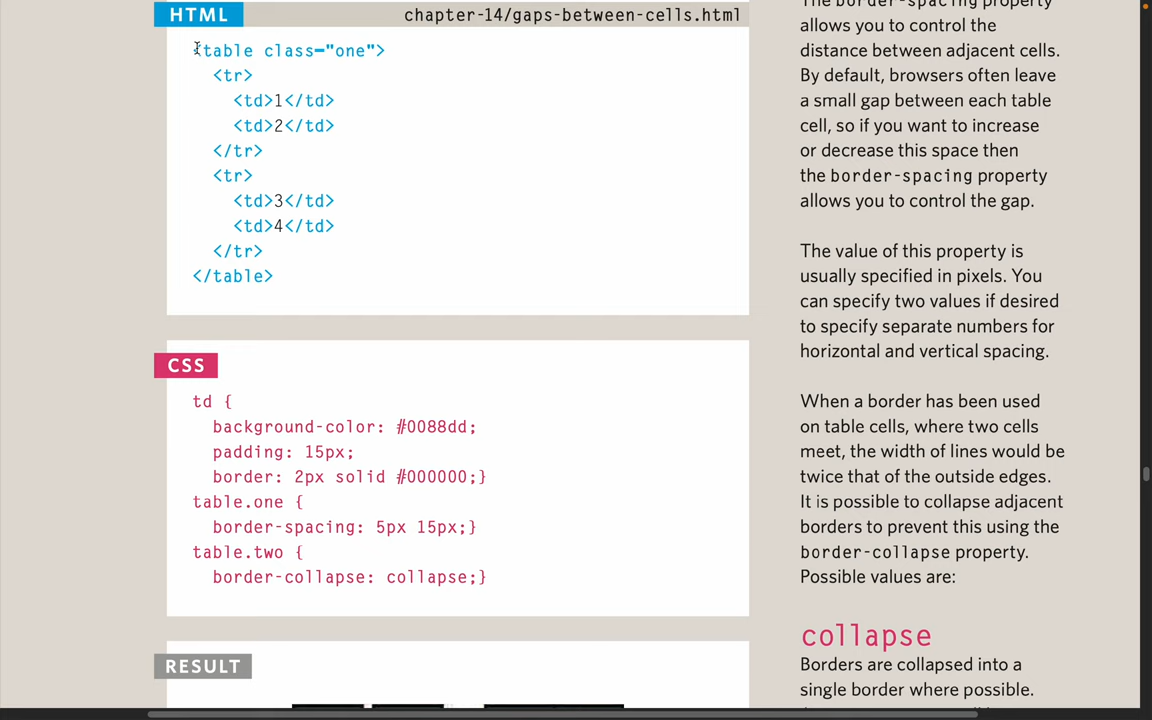 HTML
chapter-14/gaps-between-cells.html
<table class="one">
<tr>
<td>1</td>
<td>2</td>
</tr>
<tr>
<td>3</td>
<td>4</td>
</tr>
</table>
CSS
td {
background-color: #0088dd;
padding: 15px;
border: 2px solid #000000;}
table.one {
border-spacing: 5px 15px;}
table.two {
border-collapse: collapse;}
RESULT
The border-spacing property
allows you to control the
distance between adjacent cells.
By default, browsers often leave
a small gap between each table
cell, so if you want to increase
or decrease this space then
the border-spacing property
allows you to control the gap.
The value of this property is
usually specified in pixels. You
can specify two values if desired
to specify separate numbers for
horizontal and vertical spacing.
When a border has been used
on table cells, where two cells
meet, the width of lines would be
twice that of the outside edges.
It is possible to collapse adjacent
borders to prevent this using the
border-collapse property.
Possible values are:
collapse
Borders are collapsed into a
single border where possible.